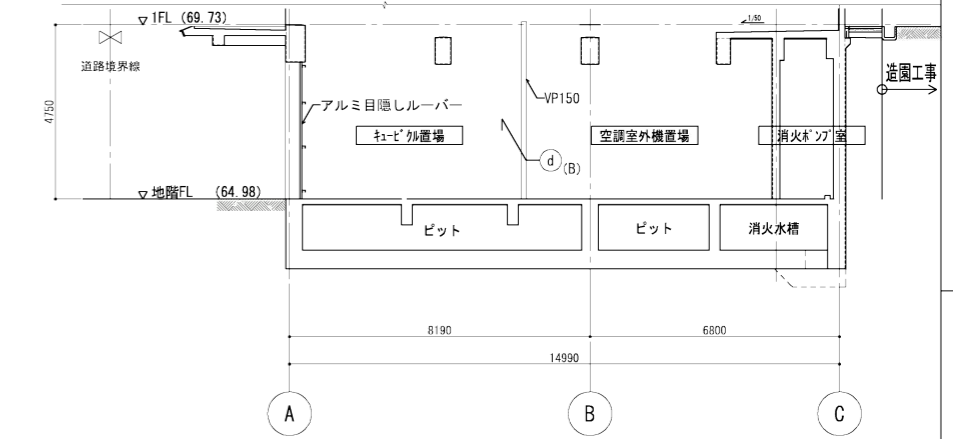 1FL (69.73)
1/50
道路境界線
造園工事
4750
アルミ目隠しルーバー
VP150
キュービクル置場
空調室外機置場
消火ポンプ室
d (B)
地階FL (64.98)
ピット
ピット
消火水槽
8190
6800
14990
A
B
C